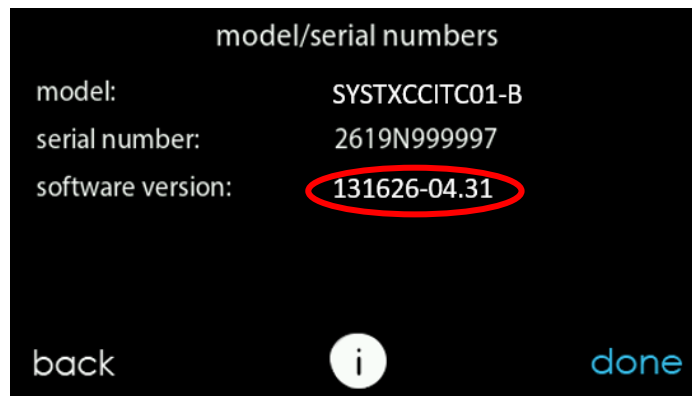 model/serial numbers
model: SYSTXCCITC01-B
serial number: 2619N999997
software version: 131626-04.31
back i done